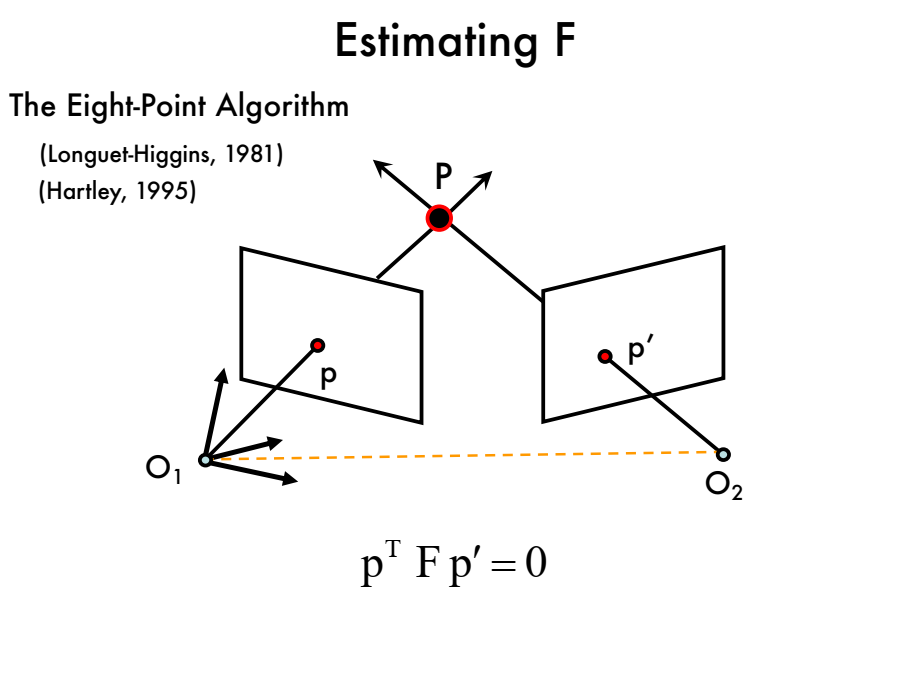 Estimating F
The Eight-Point Algorithm
(Longuet-Higgins, 1981)
(Hartley, 1995)
P
p
p′
O₁
O₂
pᵀ F p′ = 0